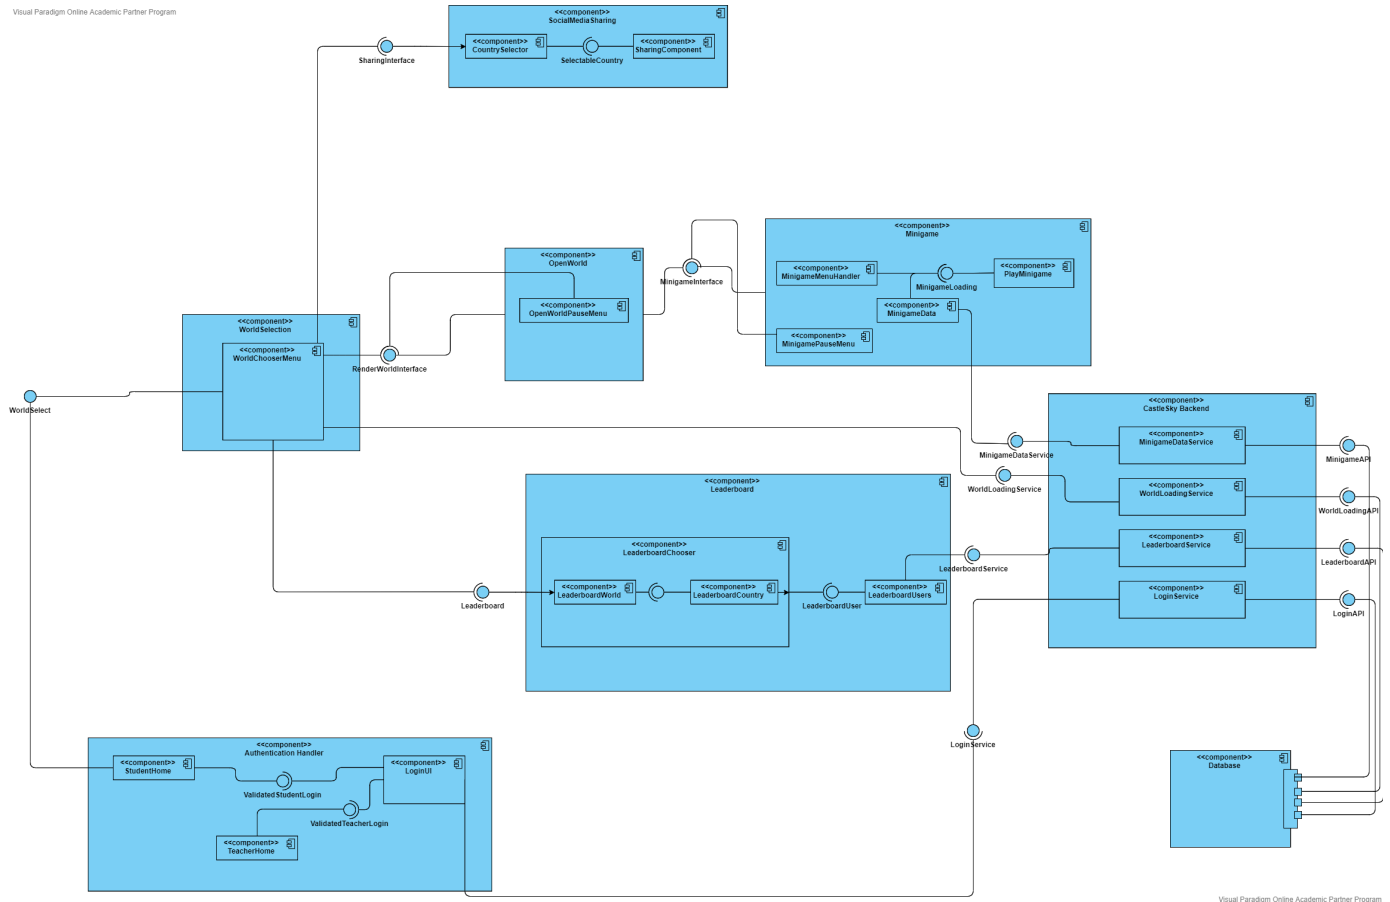 Visual Paradigm Online Academic Partner Program
<<component>>
SocialMediaSharing
<<component>>
CountrySelector
<<component>>
SharingComponent
SharingInterface
SelectableCountry
<<component>>
Minigame
<<component>>
OpenWorld
<<component>>
MinigameMenuHandler
<<component>>
PlayMinigame
MinigameInterface
MinigameLoading
<<component>>
OpenWorldPauseMenu
<<component>>
MinigameData
<<component>>
MinigamePauseMenu
<<component>>
WorldSelection
<<component>>
WorldChooserMenu
RenderWorldInterface
WorldSelect
<<component>>
CastleSky Backend
<<component>>
MinigameDataService
MinigameDataService
MinigameAPI
<<component>>
WorldLoadingService
WorldLoadingService
WorldLoadingAPI
<<component>>
Leaderboard
<<component>>
LeaderboardService
<<component>>
LeaderboardChooser
LeaderboardService
LeaderboardAPI
<<component>>
LeaderboardWorld
<<component>>
LeaderboardCountry
<<component>>
LeaderboardUsers
Leaderboard
LeaderboardUser
<<component>>
LoginService
LoginAPI
LoginService
<<component>>
Authentication Handler
<<component>>
StudentHome
<<component>>
LoginUI
ValidatedStudentLogin
ValidatedTeacherLogin
<<component>>
TeacherHome
<<component>>
Database
Visual Paradigm Online Academic Partner Program